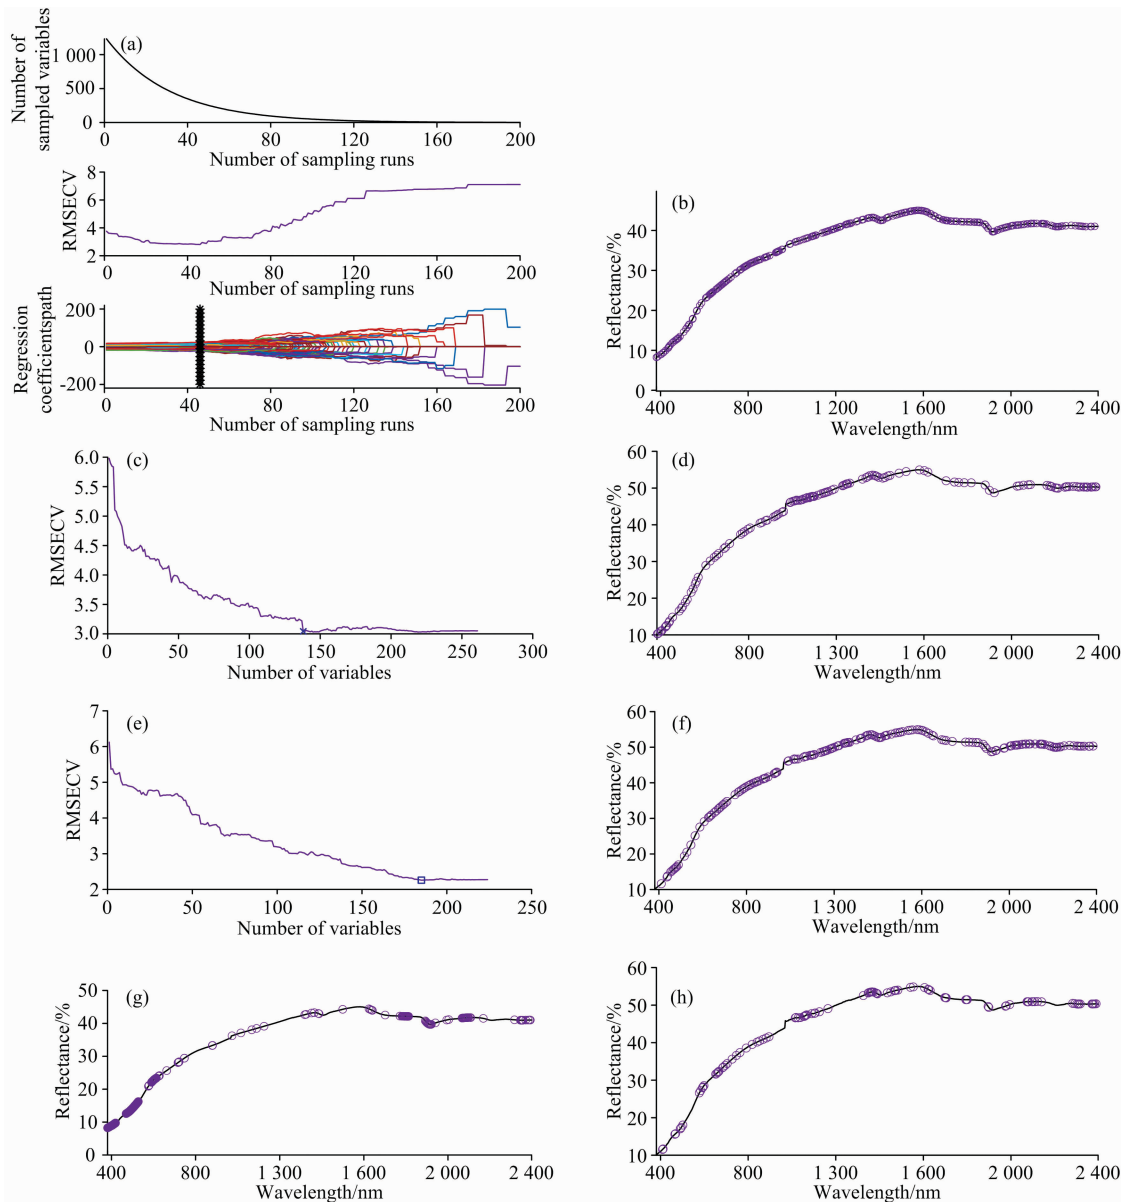 (a)
Number of
sampled variables
1 000
500
0
0 40 80 120 160 200
Number of sampling runs
RMSECV
8
6
4
2
0 40 80 120 160 200
Number of sampling runs
Regression
coefficientspath
200
0
-200
0 40 80 120 160 200
Number of sampling runs
(b)
Reflectance/%
40
30
20
10
0
400 800 1 200 1 600 2 000 2 400
Wavelength/nm
(c)
RMSECV
6.0
5.5
5.0
4.5
4.0
3.5
3.0
0 50 100 150 200 250 300
Number of variables
(d)
Reflectance/%
60
50
40
30
20
10
400 800 1 300 1 600 2 000 2 400
Wavelength/nm
(e)
RMSECV
7
6
5
4
3
2
0 50 100 150 200 250
Number of variables
(f)
Reflectance/%
60
50
40
30
20
10
400 800 1 300 1 600 2 000 2 400
Wavelength/nm
(g)
Reflectance/%
50
40
30
20
10
0
400 800 1 300 1 600 2 000 2 400
Wavelength/nm
(h)
Reflectance/%
60
50
40
30
20
10
400 800 1 300 1 600 2 000 2 400
Wavelength/nm